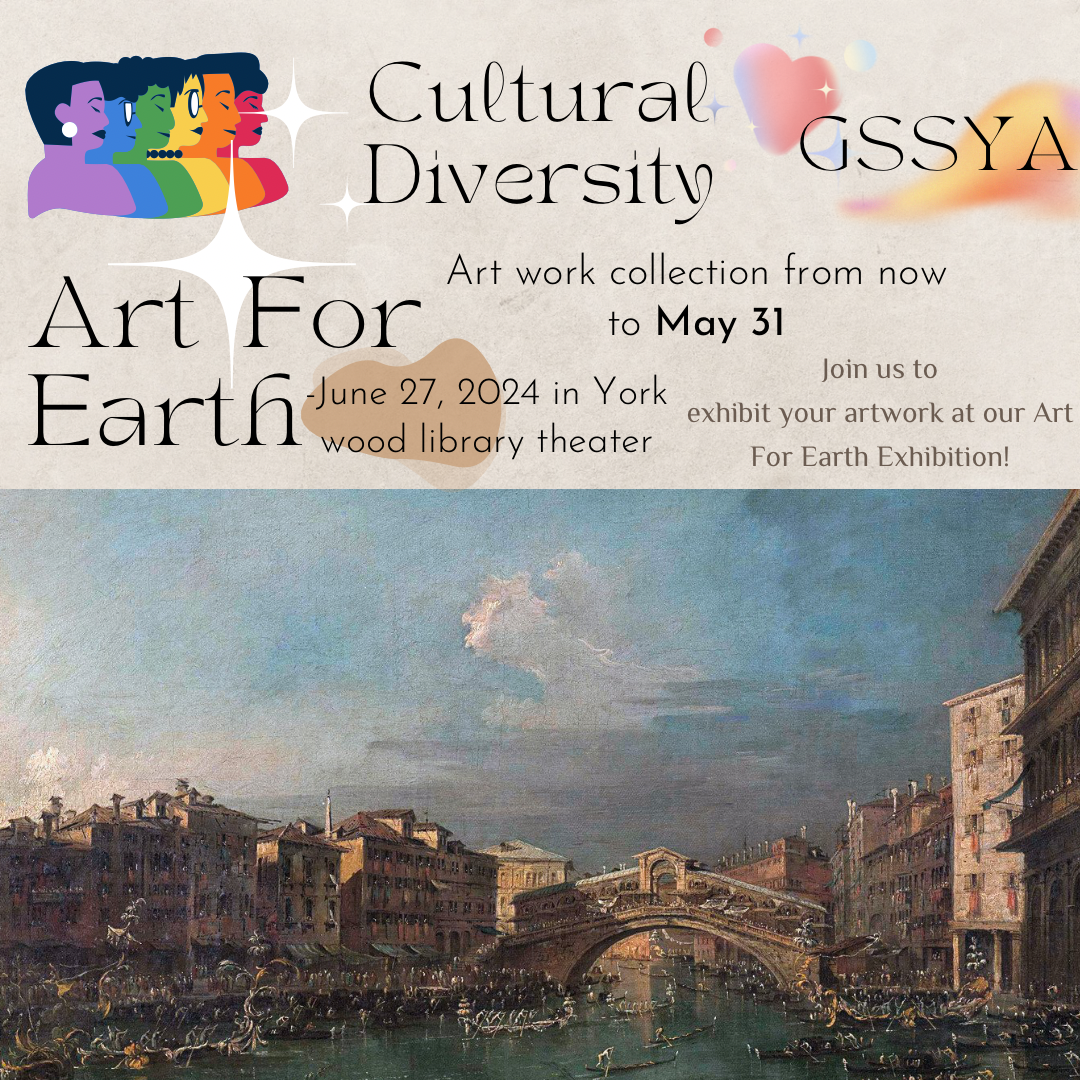 Cultural
Diversity
GSSYA
Art For
Earth
Art work collection from now
to May 31
-June 27, 2024 in York
wood library theater
Join us to
exhibit your artwork at our Art
For Earth Exhibition!